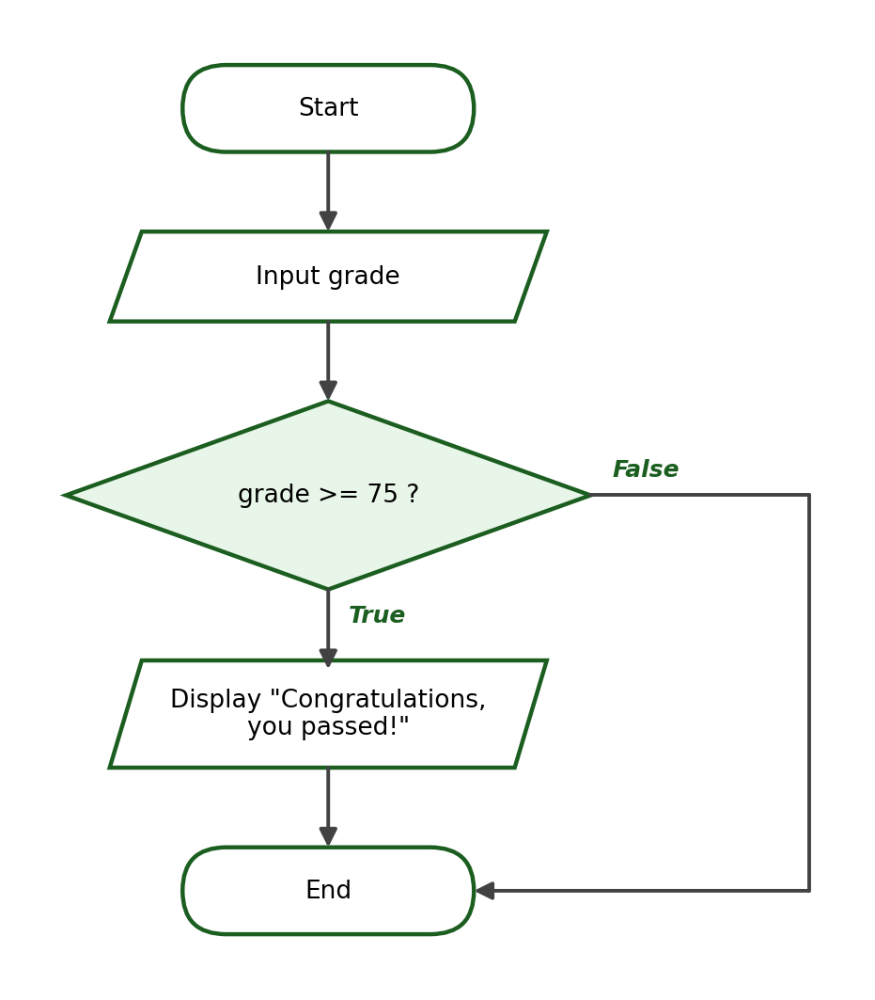 Start
Input grade
grade >= 75 ?
False
True
Display "Congratulations,
you passed!"
End